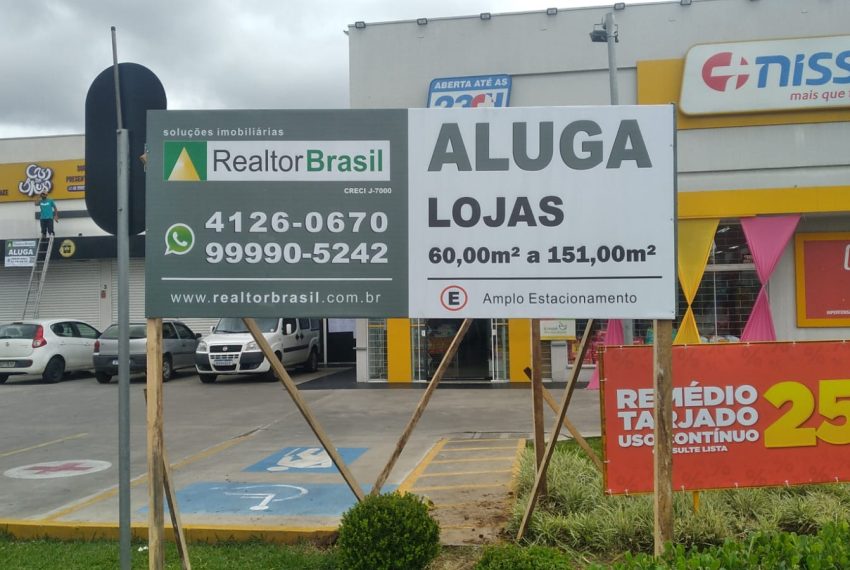 ABERTA ATÉ AS
23H
NISS
mais que
soluções imobiliárias
RealtorBrasil
CRECI J-7000
4126-0670
99990-5242
www.realtorbrasil.com.br
ALUGA
LOJAS
60,00m² a 151,00m²
E Amplo Estacionamento
ALUGA
REMÉDIO
TARJADO
USO CONTÍNUO
25